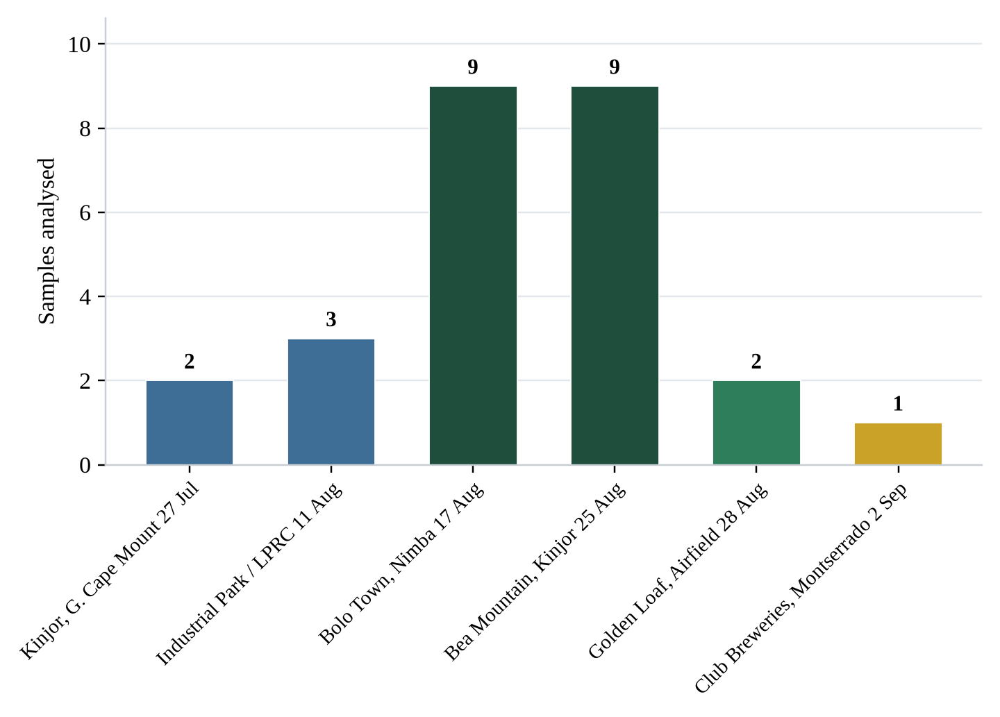 Samples analysed
10
8
6
4
2
0
2
3
9
9
2
1
Kinjor, G. Cape Mount 27 Jul
Industrial Park / LPRC 11 Aug
Bolo Town, Nimba 17 Aug
Bea Mountain, Kinjor 25 Aug
Golden Loaf, Airfield 28 Aug
Club Breweries, Montserrado 2 Sep